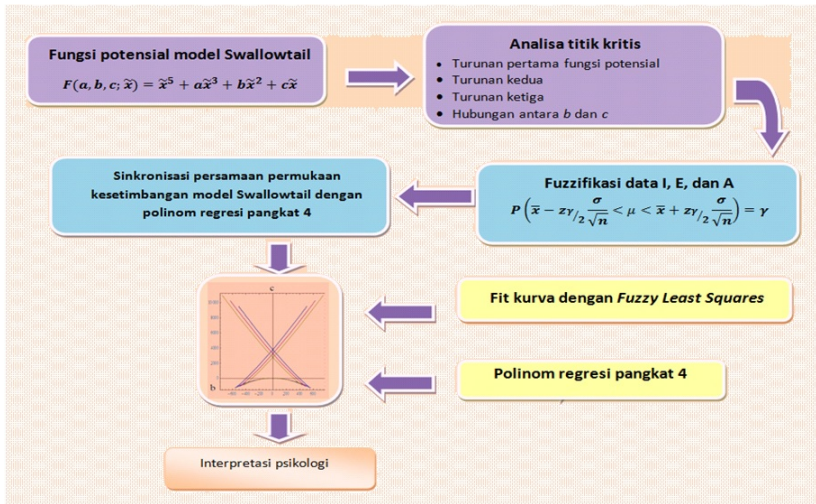 Fungsi potensial model Swallowtail
F(a, b, c; x̃) = x̃⁵ + ax̃³ + bx̃² + cx̃
Analisa titik kritis
• Turunan pertama fungsi potensial
• Turunan kedua
• Turunan ketiga
• Hubungan antara b dan c
Fuzzifikasi data I, E, dan A
P(x̅ − zγ/2 σ/√n < μ < x̅ + zγ/2 σ/√n) = γ
Sinkronisasi persamaan permukaan
kesetimbangan model Swallowtail dengan
polinom regresi pangkat 4
c
b
Fit kurva dengan Fuzzy Least Squares
Polinom regresi pangkat 4
Interpretasi psikologi